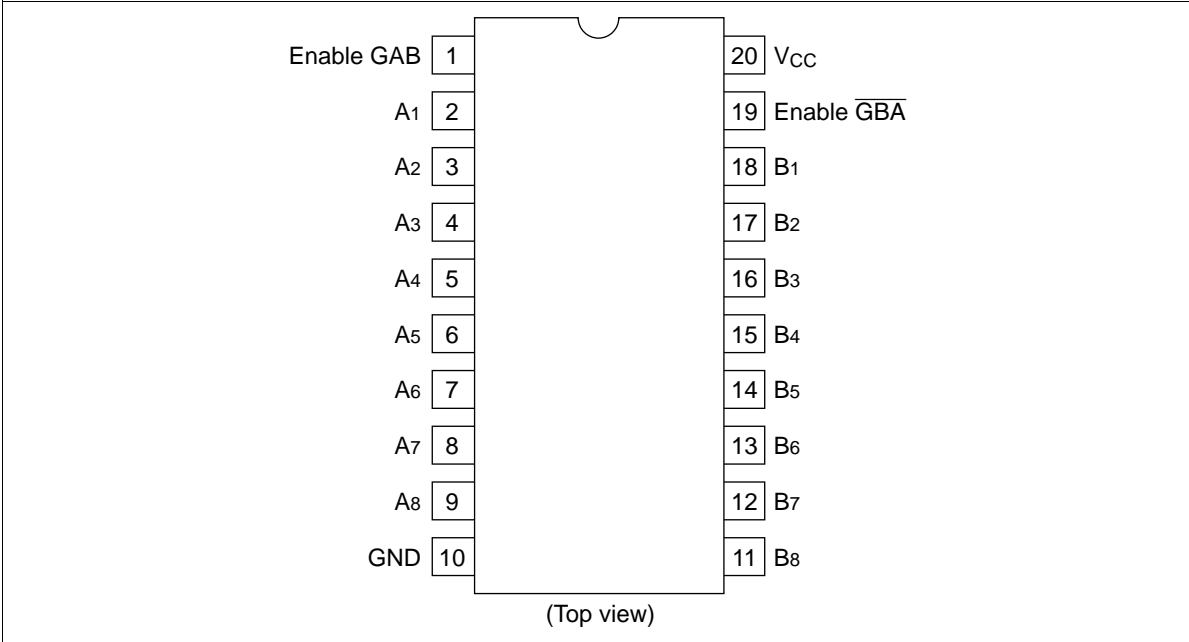 Enable GAB 1 20 VCC
A1 2 19 Enable G̅B̅A̅
A2 3 18 B1
A3 4 17 B2
A4 5 16 B3
A5 6 15 B4
A6 7 14 B5
A7 8 13 B6
A8 9 12 B7
GND 10 11 B8
(Top view)